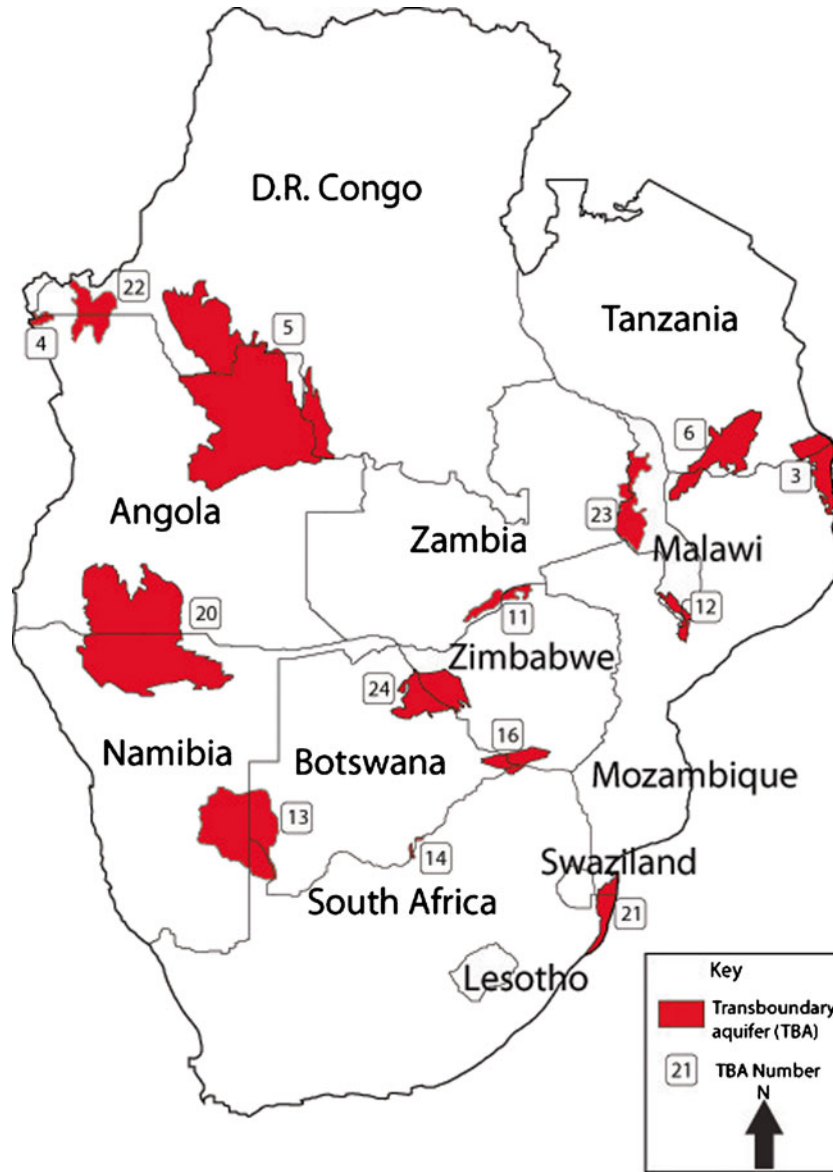 D.R. Congo
22
4
5
Tanzania
6
3
Angola
Zambia
23
Malawi
12
11
20
Zimbabwe
24
Namibia
Botswana
16
Mozambique
13
14
Swaziland
South Africa
21
Lesotho
Key
Transboundary
aquifer (TBA)
21
TBA Number
N